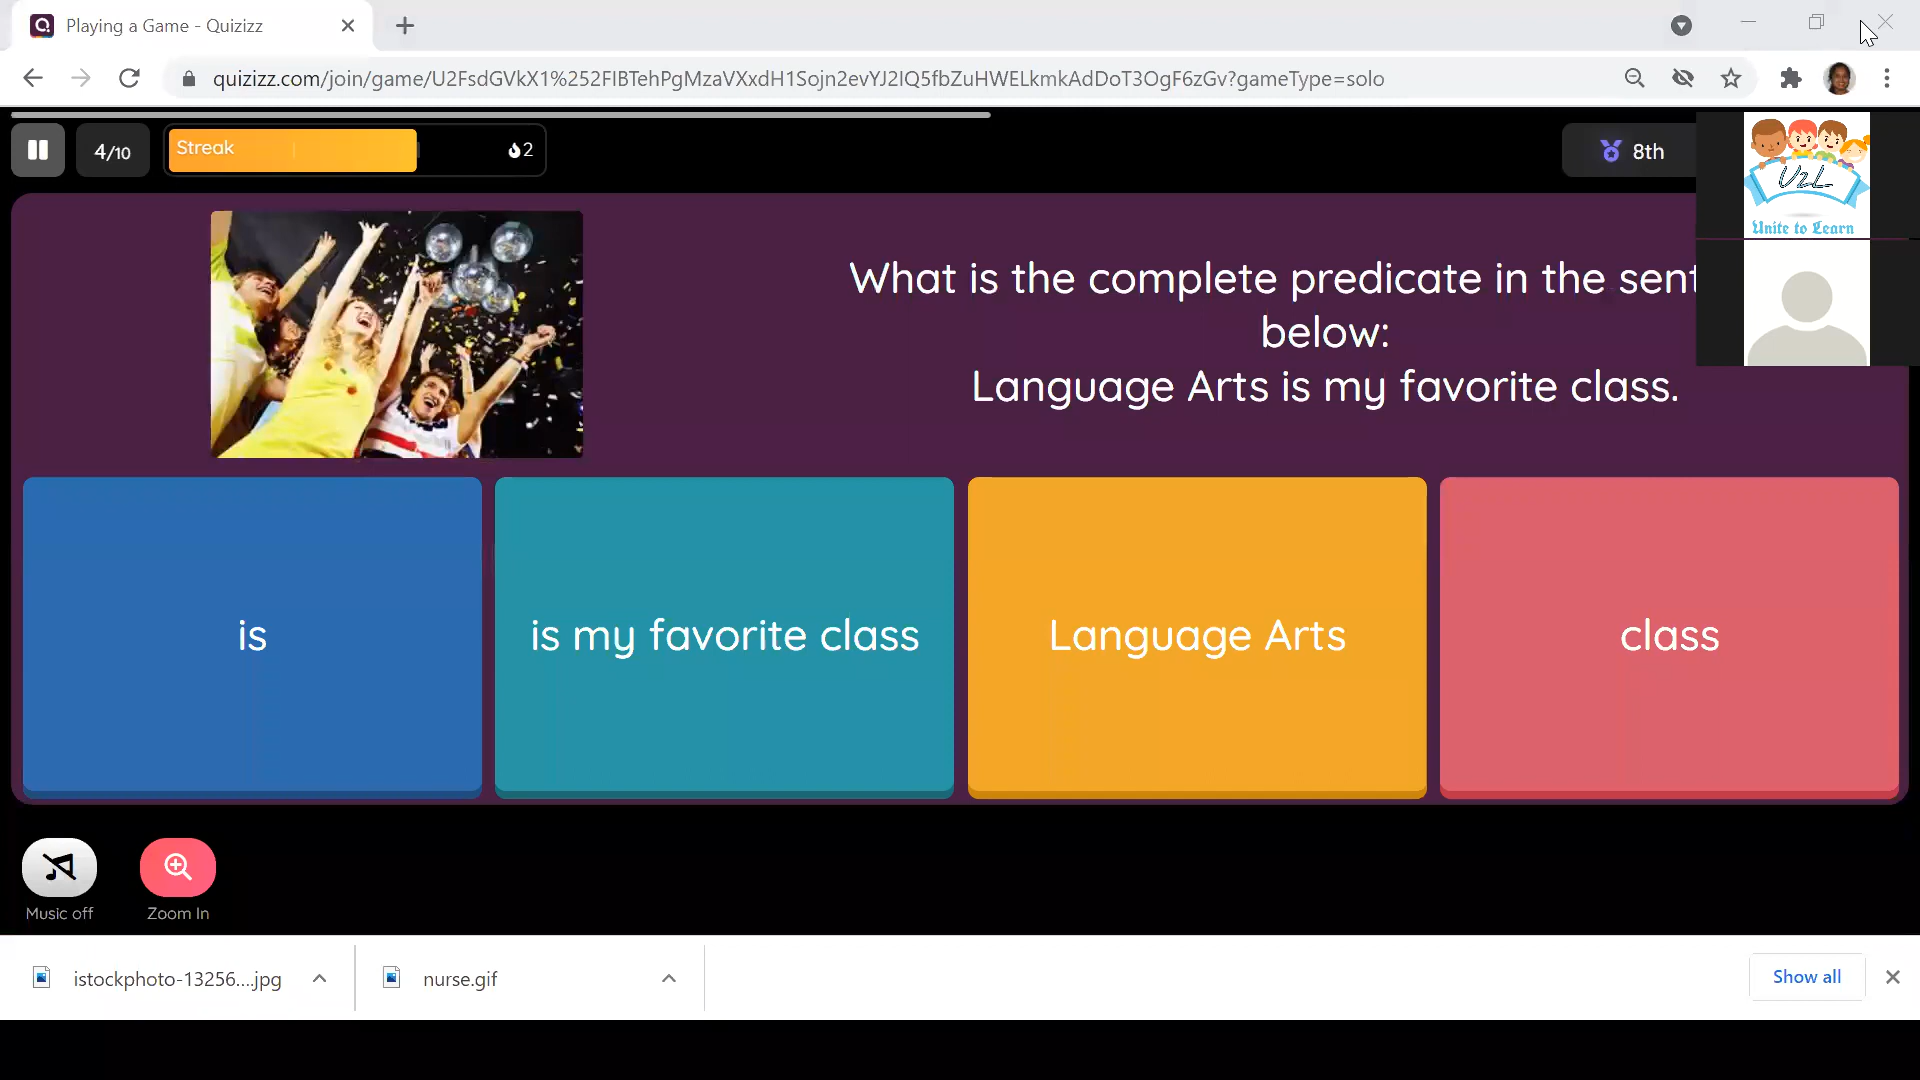 Playing a Game - Quizizz
quizizz.com/join/game/U2FsdGVkX1%252FIBTehPgMzaVXxdH1Sojn2evYJ2IQ5fbZuHWELkmkAdDoT3OgF6zGv?gameType=solo
4/10
Streak
2
8th
U2L
Unite to Learn
What is the complete predicate in the sent
below:
Language Arts is my favorite class.
is
is my favorite class
Language Arts
class
Music off
Zoom In
istockphoto-13256....jpg
nurse.gif
Show all